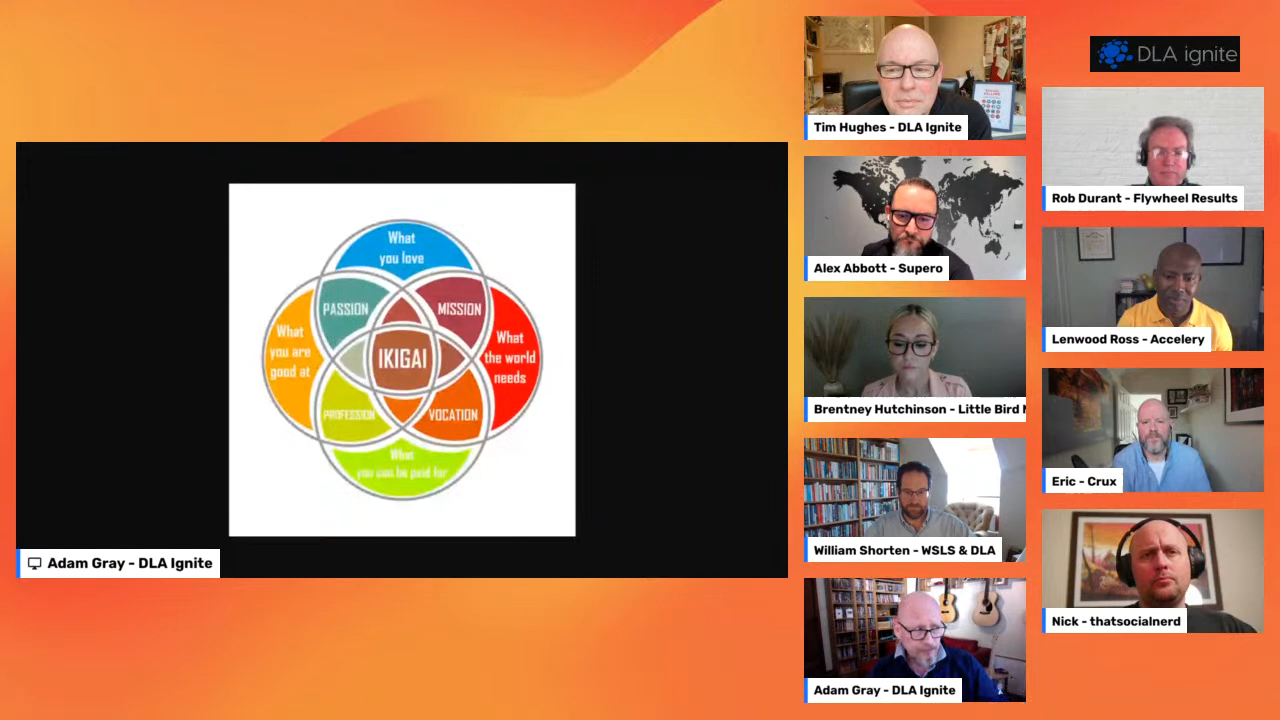 What
you love
PASSION
MISSION
What
you are
good at
IKIGAI
What
the world
needs
PROFESSION
VOCATION
What
you can be paid for
Adam Gray - DLA Ignite
Tim Hughes - DLA Ignite
Alex Abbott - Supero
Brentney Hutchinson - Little Bird
William Shorten - WSLS & DLA
Adam Gray - DLA Ignite
DLA ignite
Rob Durant - Flywheel Results
Lenwood Ross - Accelery
Eric - Crux
Nick - thatsocialnerd